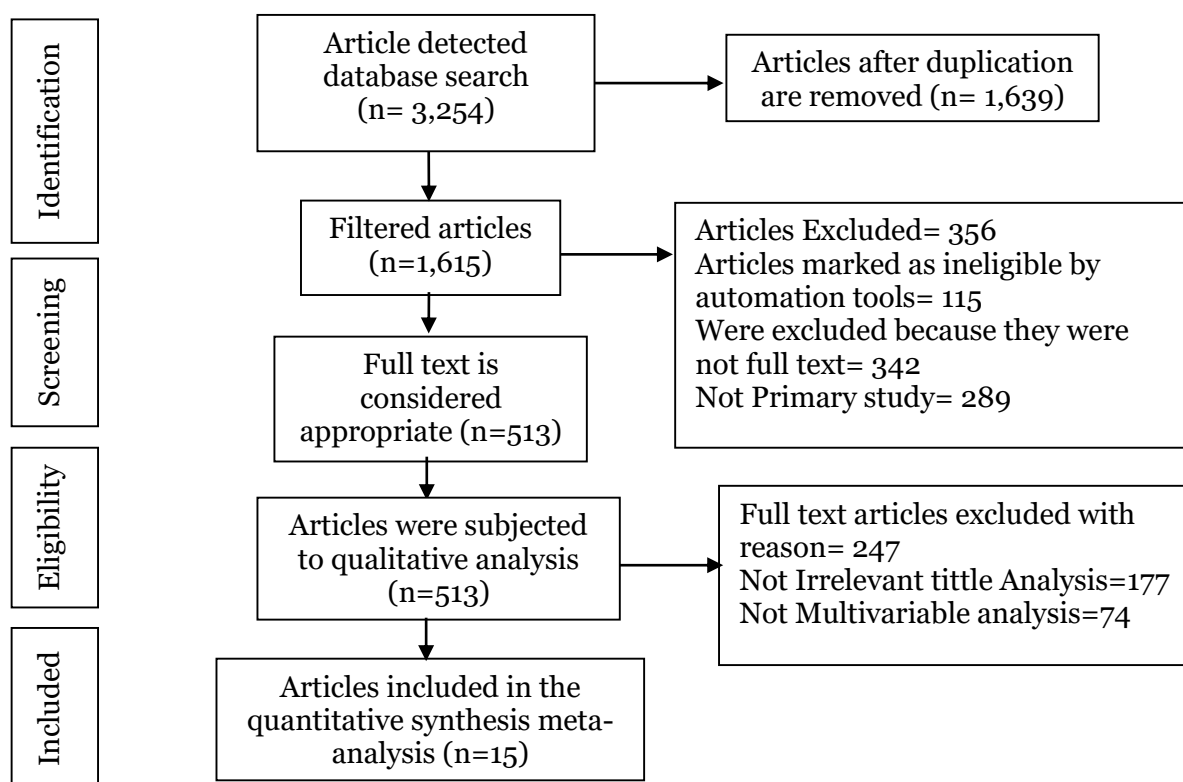 Identification
Article detected
database search
(n= 3,254)
Articles after duplication
are removed (n= 1,639)
Filtered articles
(n=1,615)
Articles Excluded= 356
Articles marked as ineligible by
automation tools= 115
Were excluded because they were
not full text= 342
Not Primary study= 289
Screening
Full text is
considered
appropriate (n=513)
Eligibility
Articles were subjected
to qualitative analysis
(n=513)
Full text articles excluded with
reason= 247
Not Irrelevant tittle Analysis=177
Not Multivariable analysis=74
Included
Articles included in the
quantitative synthesis meta-
analysis (n=15)